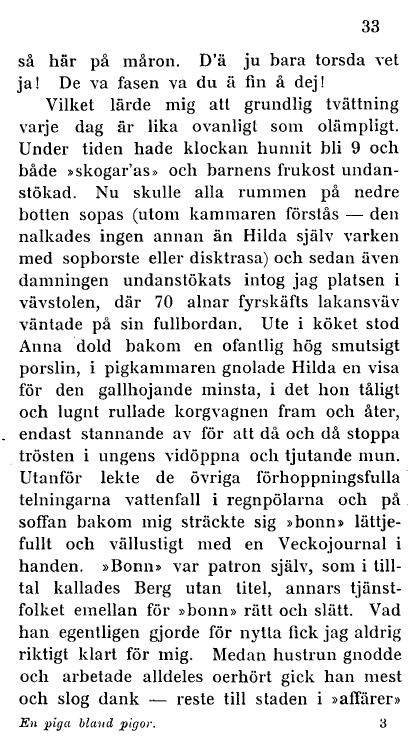 33
så här på måron. D'ä ju bara torsda vet
ja! De va fasen va du ä fin å dej!
Vilket lärde mig att grundlig tvättning
varje dag är lika ovanligt som olämpligt.
Under tiden hade klockan hunnit bli 9 och
både »skogar'as» och barnens frukost undan-
stökad. Nu skulle alla rummen på nedre
botten sopas (utom kammaren förstås — den
nalkades ingen annan än Hilda själv varken
med sopborste eller disktrasa) och sedan även
damningen undanstökats intog jag platsen i
vävstolen, där 70 alnar fyrskäfts lakansväv
väntade på sin fullbordan. Ute i köket stod
Anna dold bakom en ofantlig hög smutsigt
porslin, i pigkammaren gnolade Hilda en visa
för den gallhojande minsta, i det hon tåligt
och lugnt rullade korgvagnen fram och åter,
endast stannande av för att då och då stoppa
trösten i ungens vidöppna och tjutande mun.
Utanför lekte de övriga förhoppningsfulla
telningarna vattenfall i regnpölarna och på
soffan bakom mig sträckte sig »bonn» lättje-
fullt och vällustigt med en Veckojournal i
handen. »Bonn» var patron själv, som i till-
tal kallades Berg utan titel, annars tjänst-
folket emellan för »bonn» rätt och slätt. Vad
han egentligen gjorde för nytta fick jag aldrig
riktigt klart för mig. Medan hustrun gnodde
och arbetade alldeles oerhört gick han mest
och slog dank — reste till staden i »affärer»
En piga bland pigor. 3